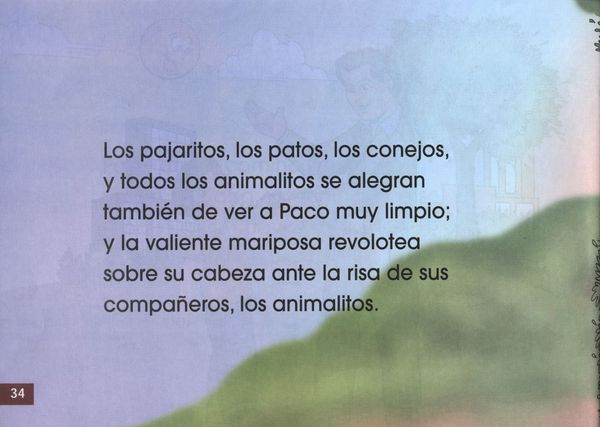 Los pajaritos, los patos, los conejos,
y todos los animalitos se alegran
también de ver a Paco muy limpio;
y la valiente mariposa revolotea
sobre su cabeza ante la risa de sus
compañeros, los animalitos.
34